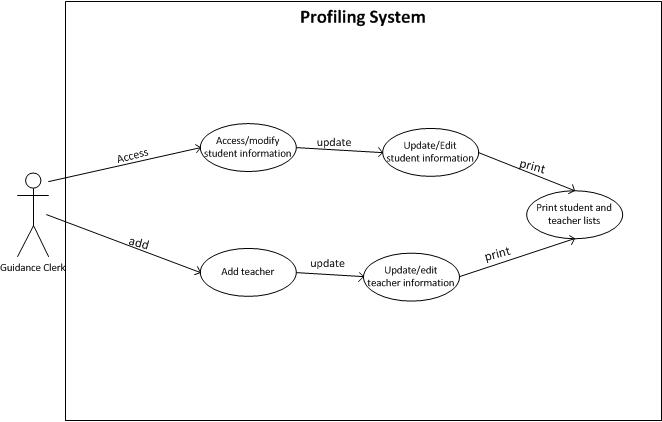 Profiling System
Access
Access/modify
student information
update
Update/Edit
student information
print
Print student and
teacher lists
Guidance Clerk
add
Add teacher
update
Update/edit
teacher information
print